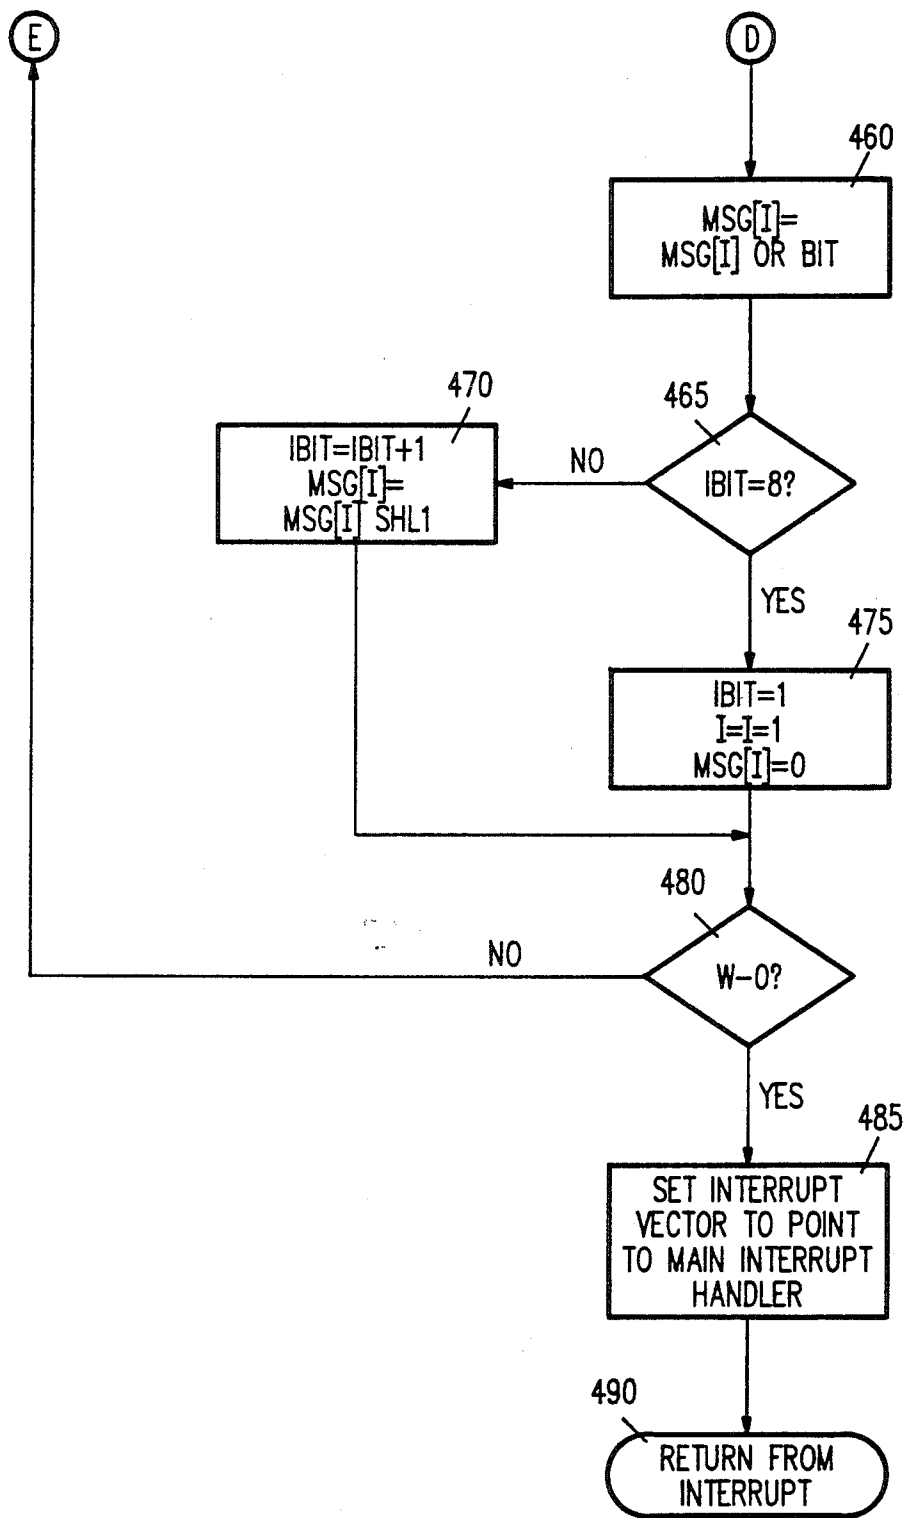 E
D
460
MSG[I]=
MSG[I] OR BIT
470
465
IBIT=IBIT+1
MSG[I]=
MSG[I] SHL1
NO
IBIT=8?
YES
475
IBIT=1
I=I=1
MSG[I]=0
480
NO
W-0?
YES
485
SET INTERRUPT
VECTOR TO POINT
TO MAIN INTERRUPT
HANDLER
490
RETURN FROM
INTERRUPT